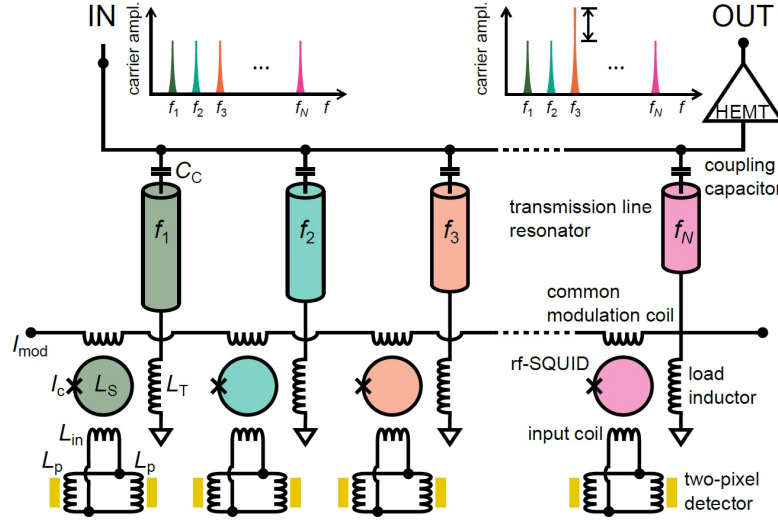 IN
carrier ampl.
f1 f2 f3 ... fN f
carrier ampl.
f1 f2 f3 ... fN f
OUT
HEMT
CC
coupling
capacitor
f1
f2
f3
fN
transmission line
resonator
common
modulation coil
Imod
Ic
LS
LT
rf-SQUID
load
inductor
Lin
input coil
Lp
Lp
two-pixel
detector